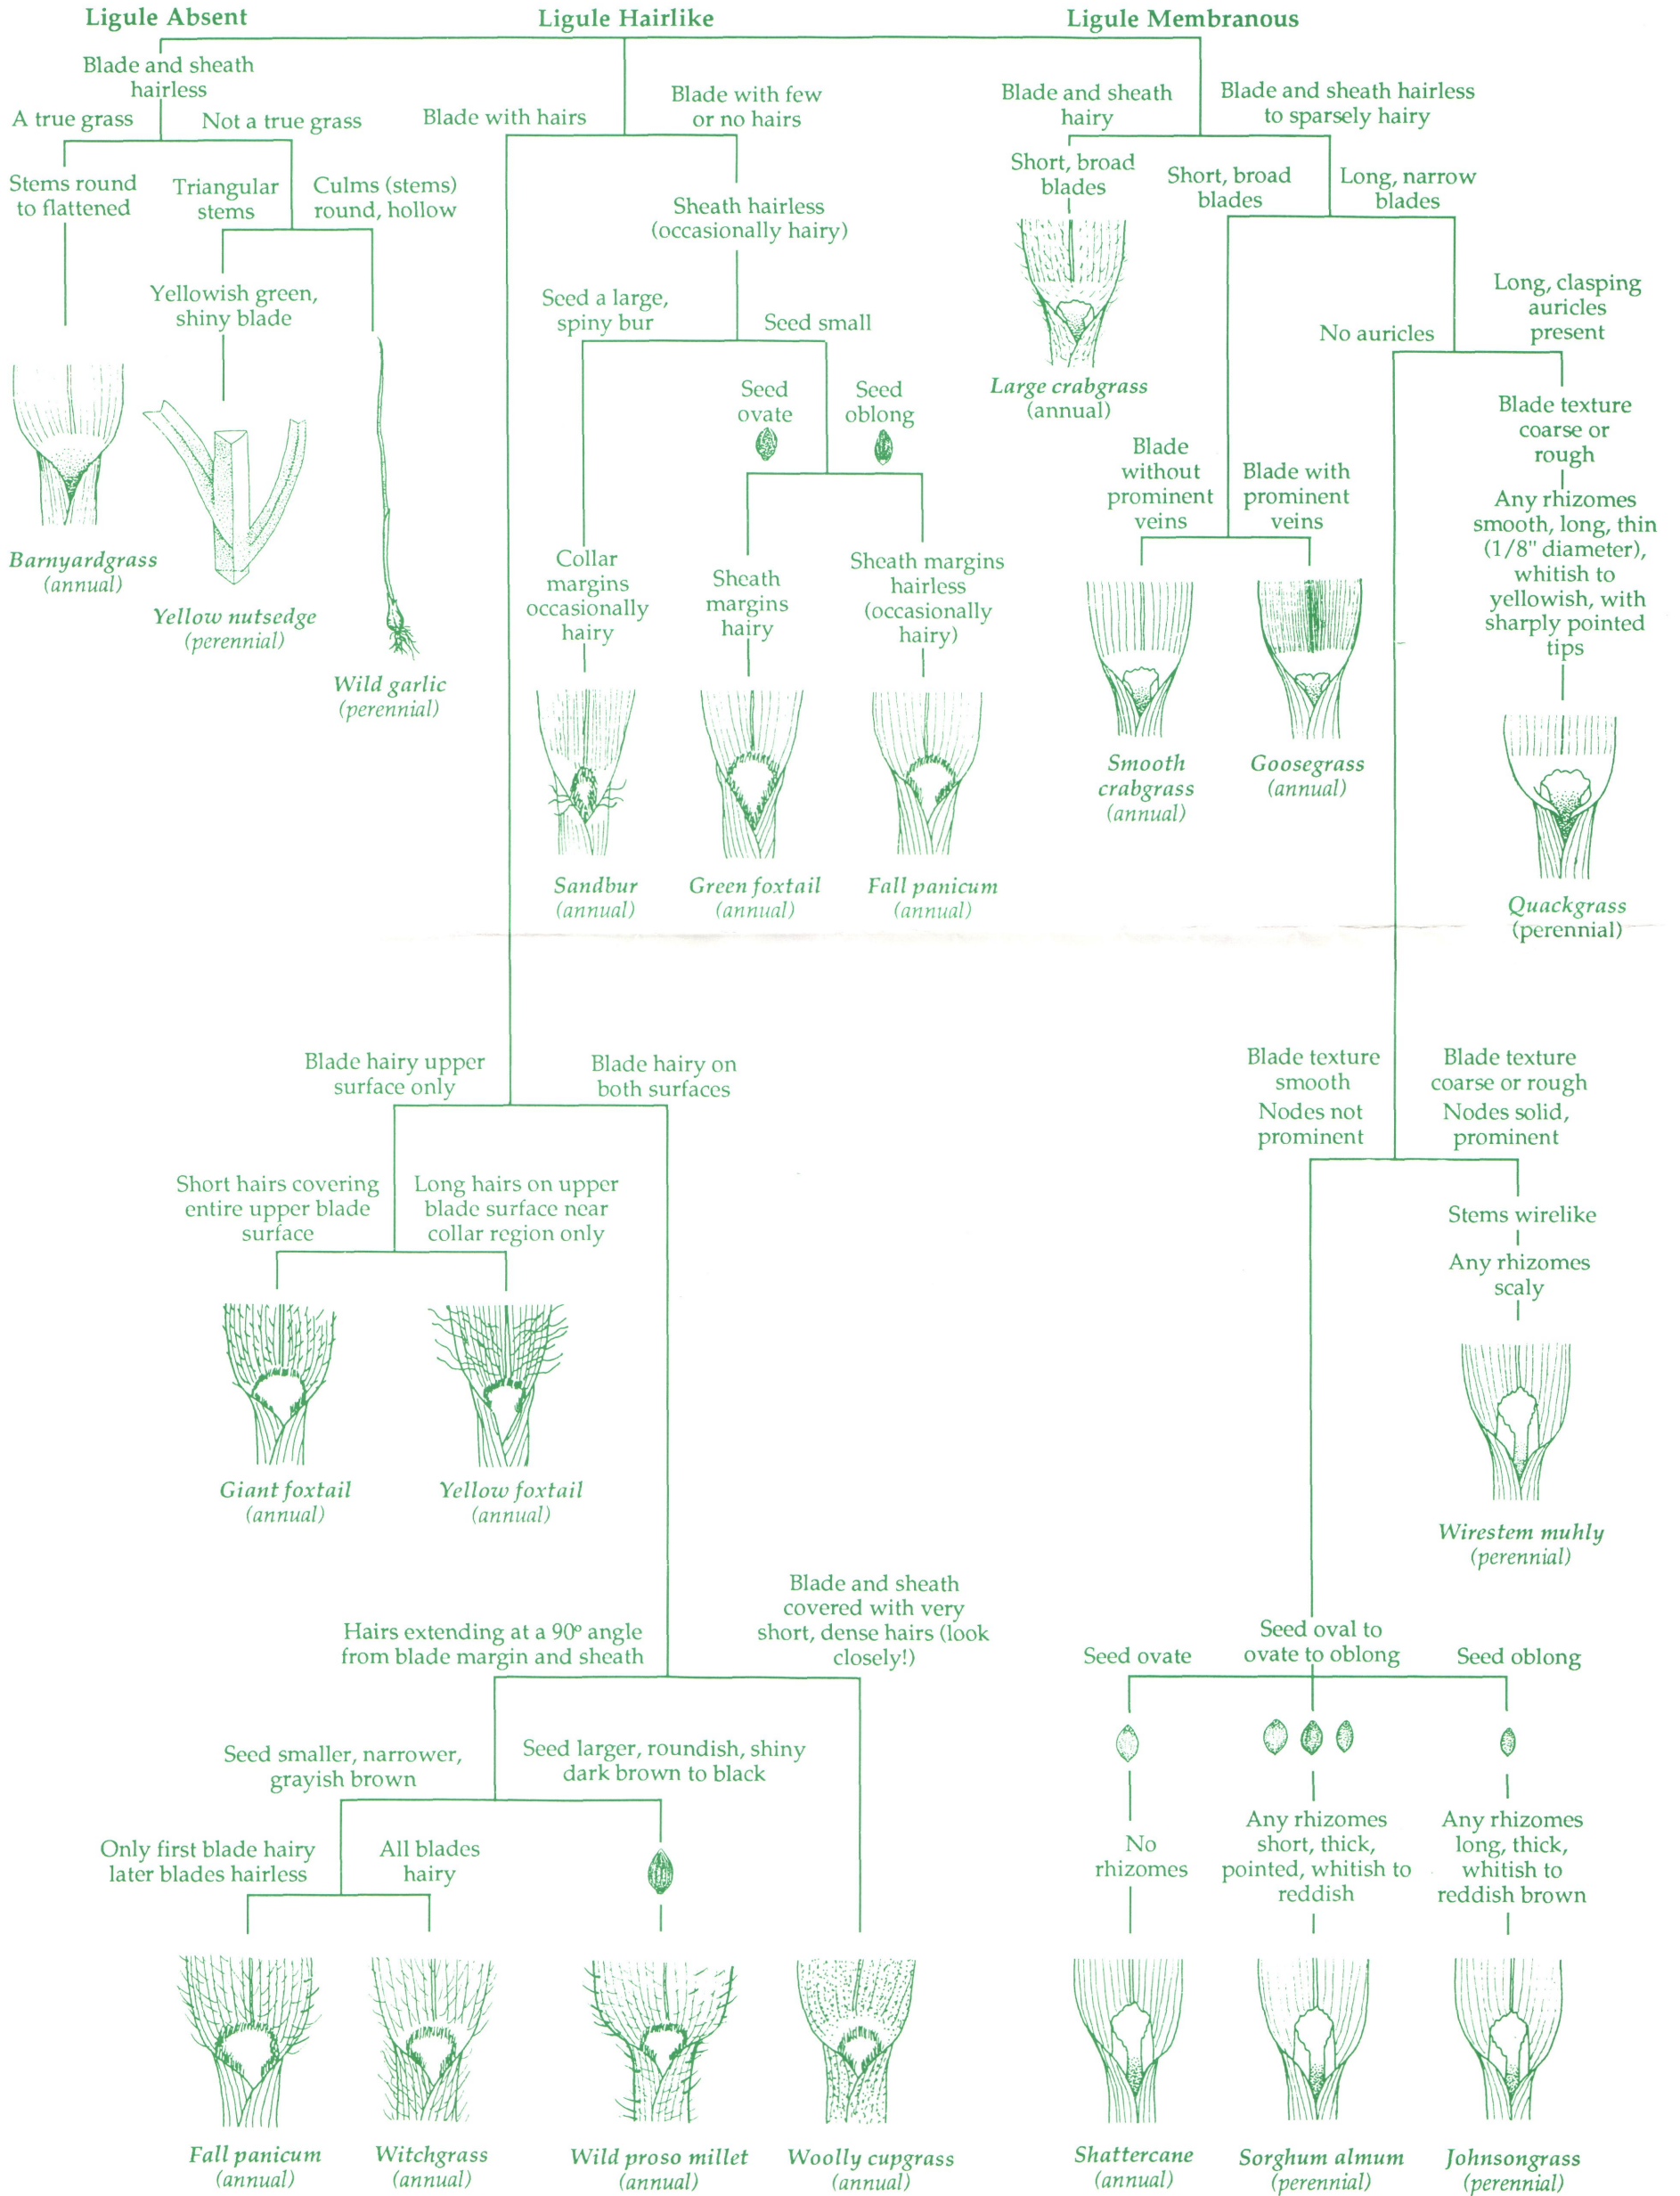 Ligule Absent
Ligule Hairlike
Ligule Membranous
Blade and sheath
hairless
A true grass
Not a true grass
Stems round
to flattened
Triangular
stems
Culms (stems)
round, hollow
Yellowish green,
shiny blade
Barnyardgrass
(annual)
Yellow nutsedge
(perennial)
Wild garlic
(perennial)
Blade with hairs
Blade with few
or no hairs
Sheath hairless
(occasionally hairy)
Seed a large,
spiny bur
Seed small
Seed
ovate
Seed
oblong
Collar
margins
occasionally
hairy
Sheath
margins
hairy
Sheath margins
hairless
(occasionally
hairy)
Sandbur
(annual)
Green foxtail
(annual)
Fall panicum
(annual)
Blade and sheath
hairy
Blade and sheath hairless
to sparsely hairy
Short, broad
blades
Short, broad
blades
Long, narrow
blades
Large crabgrass
(annual)
No auricles
Long, clasping
auricles
present
Blade
without
prominent
veins
Blade with
prominent
veins
Blade texture
coarse or
rough
Any rhizomes
smooth, long, thin
(1/8" diameter),
whitish to
yellowish, with
sharply pointed
tips
Smooth
crabgrass
(annual)
Goosegrass
(annual)
Quackgrass
(perennial)
Blade hairy upper
surface only
Blade hairy on
both surfaces
Short hairs covering
entire upper blade
surface
Long hairs on upper
blade surface near
collar region only
Giant foxtail
(annual)
Yellow foxtail
(annual)
Blade texture
smooth
Nodes not
prominent
Blade texture
coarse or rough
Nodes solid,
prominent
Stems wirelike
Any rhizomes
scaly
Wirestem muhly
(perennial)
Hairs extending at a 90º angle
from blade margin and sheath
Blade and sheath
covered with very
short, dense hairs (look
closely!)
Seed smaller, narrower,
grayish brown
Seed larger, roundish, shiny
dark brown to black
Only first blade hairy
later blades hairless
All blades
hairy
Fall panicum
(annual)
Witchgrass
(annual)
Wild proso millet
(annual)
Woolly cupgrass
(annual)
Seed ovate
Seed oval to
ovate to oblong
Seed oblong
No
rhizomes
Any rhizomes
short, thick,
pointed, whitish to
reddish
Any rhizomes
long, thick,
whitish to
reddish brown
Shattercane
(annual)
Sorghum almum
(perennial)
Johnsongrass
(perennial)